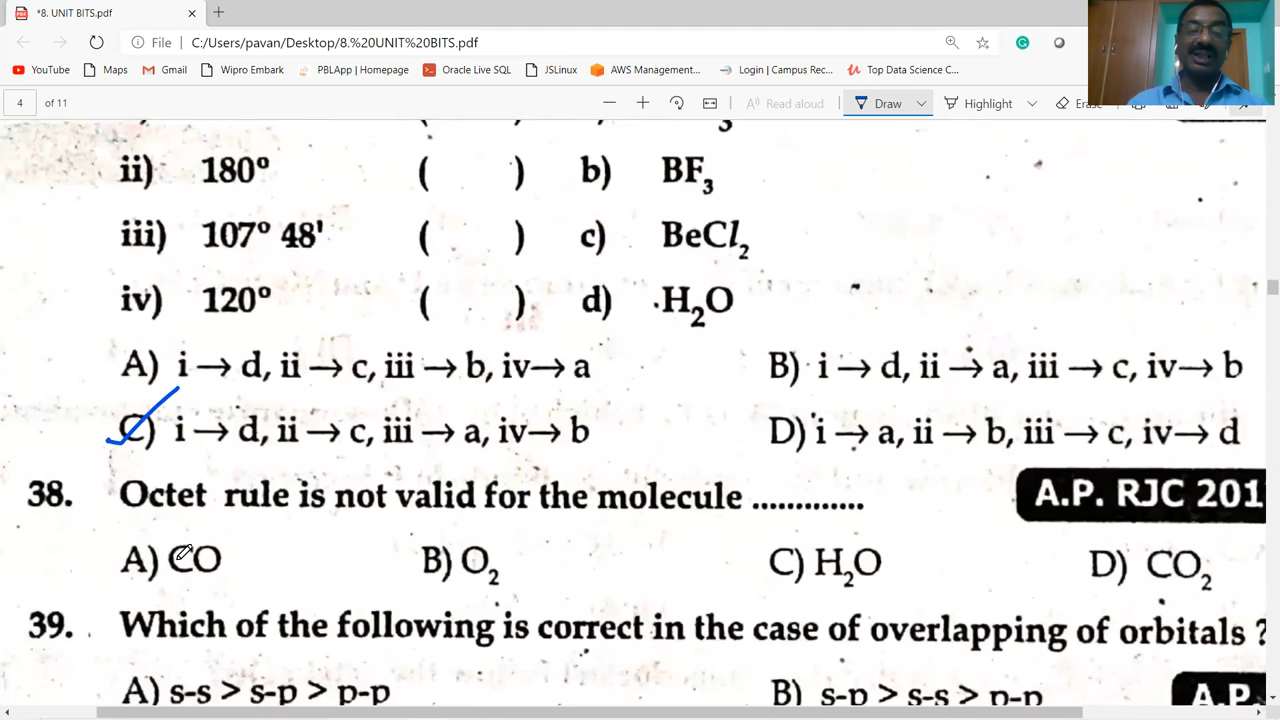 *8. UNIT BITS.pdf
File C:/Users/pavan/Desktop/8.%20UNIT%20BITS.pdf
YouTube Maps Gmail Wipro Embark PBLApp | Homepage Oracle Live SQL JSLinux AWS Management... Login | Campus Rec... Top Data Science C...
4 of 11 Read aloud Draw Highlight Erase
3
ii) 180° ( ) b) BF3
iii) 107° 48' ( ) c) BeCl2
iv) 120° ( ) d) H2O
A) i → d, ii → c, iii → b, iv → a B) i → d, ii → a, iii → c, iv → b
C) i → d, ii → c, iii → a, iv → b D) i → a, ii → b, iii → c, iv → d
38. Octet rule is not valid for the molecule ............. A.P. RJC 201
A) CO B) O2 C) H2O D) CO2
39. Which of the following is correct in the case of overlapping of orbitals ?
A) s-s > s-p > p-p B) s-p > s-s > p-p A.P.